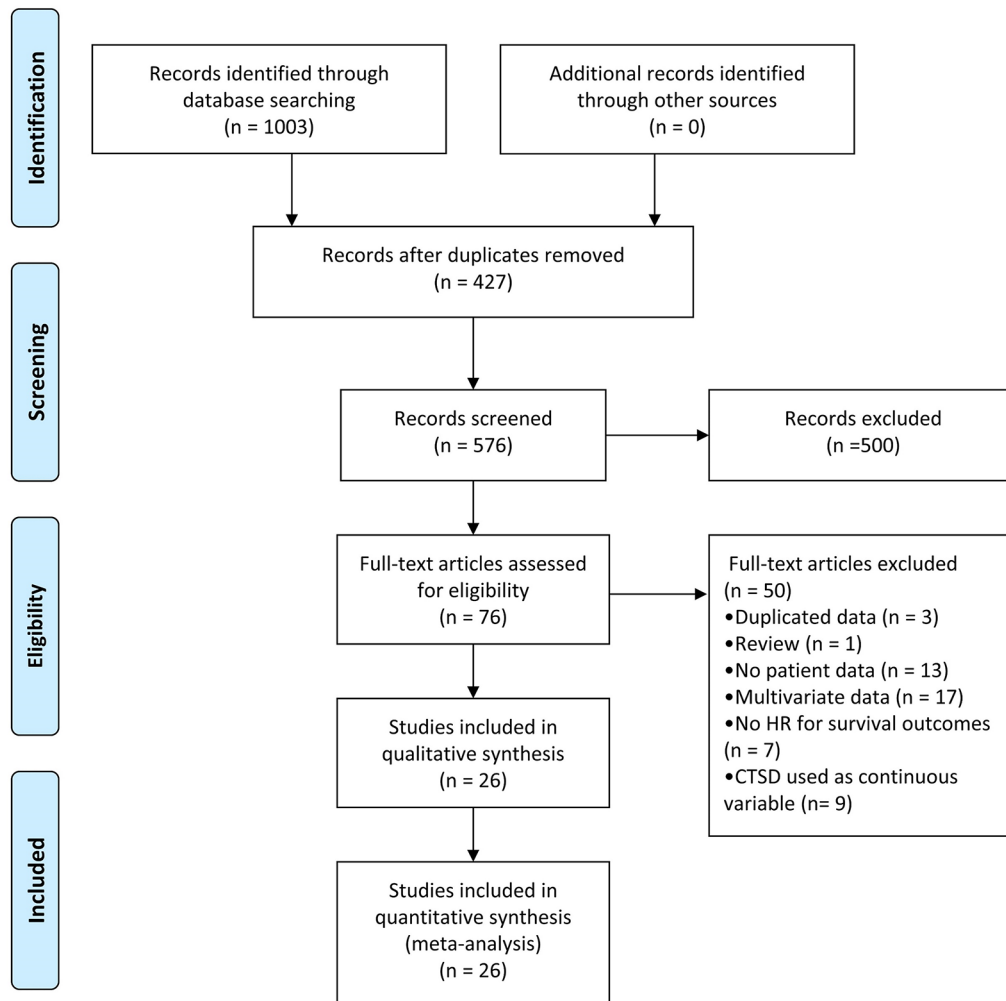 Identification
Records identified through
database searching
(n = 1003)
Additional records identified
through other sources
(n = 0)
Records after duplicates removed
(n = 427)
Screening
Records screened
(n = 576)
Records excluded
(n =500)
Eligibility
Full-text articles assessed
for eligibility
(n = 76)
Full-text articles excluded
(n = 50)
•Duplicated data (n = 3)
•Review (n = 1)
•No patient data (n = 13)
•Multivariate data (n = 17)
•No HR for survival outcomes
(n = 7)
•CTSD used as continuous
variable (n= 9)
Studies included in
qualitative synthesis
(n = 26)
Included
Studies included in
quantitative synthesis
(meta-analysis)
(n = 26)